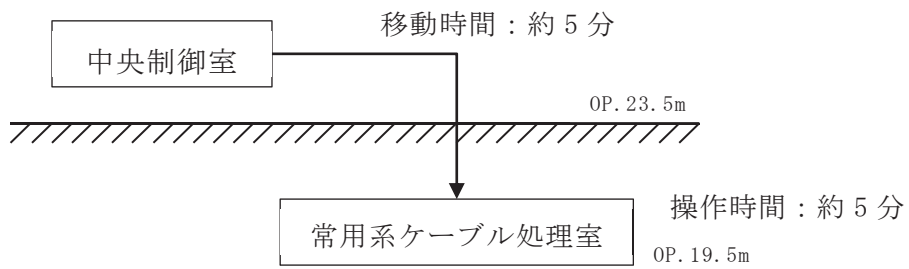 移動時間：約5分
中央制御室
OP.23.5m
操作時間：約5分
常用系ケーブル処理室
OP.19.5m